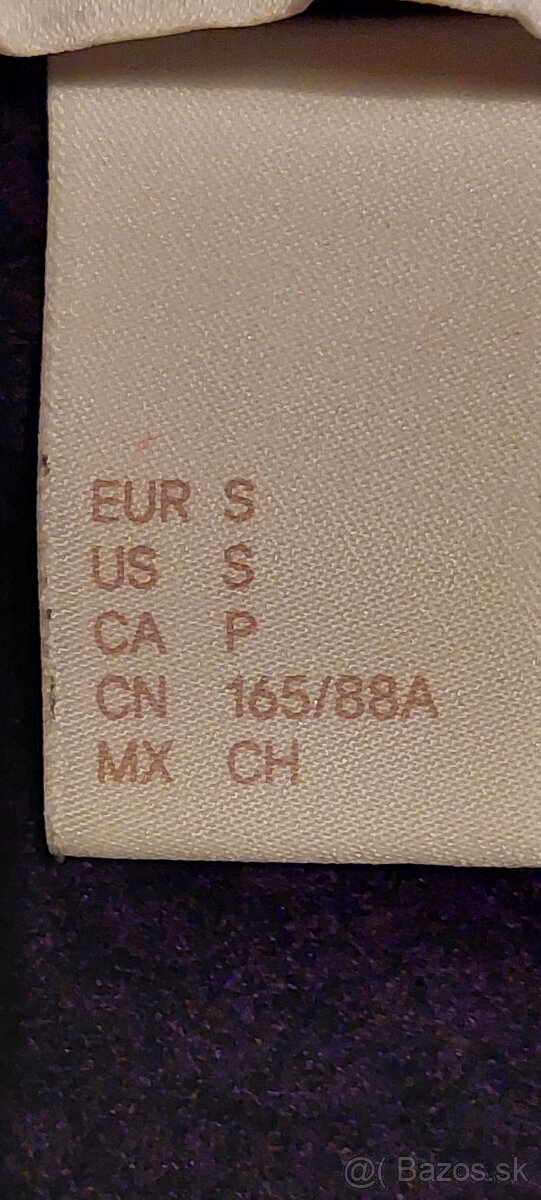 EUR S
US S
CA P
CN 165/88A
MX CH
@( Bazos.sk